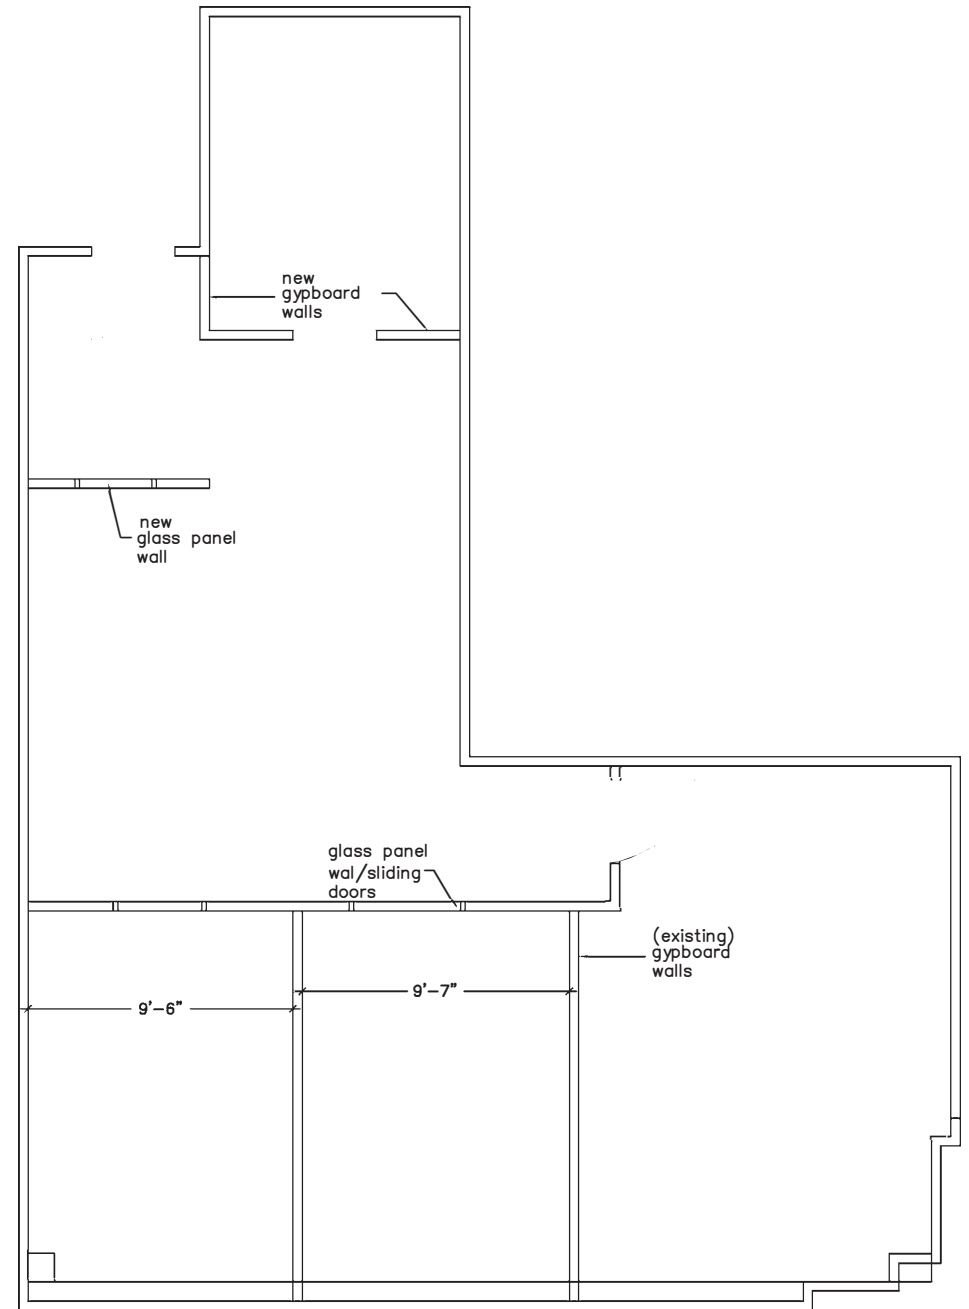 new
gypboard
walls
new
glass panel
wall
glass panel
wal/sliding
doors
(existing)
gypboard
walls
9'-7"
9'-6"